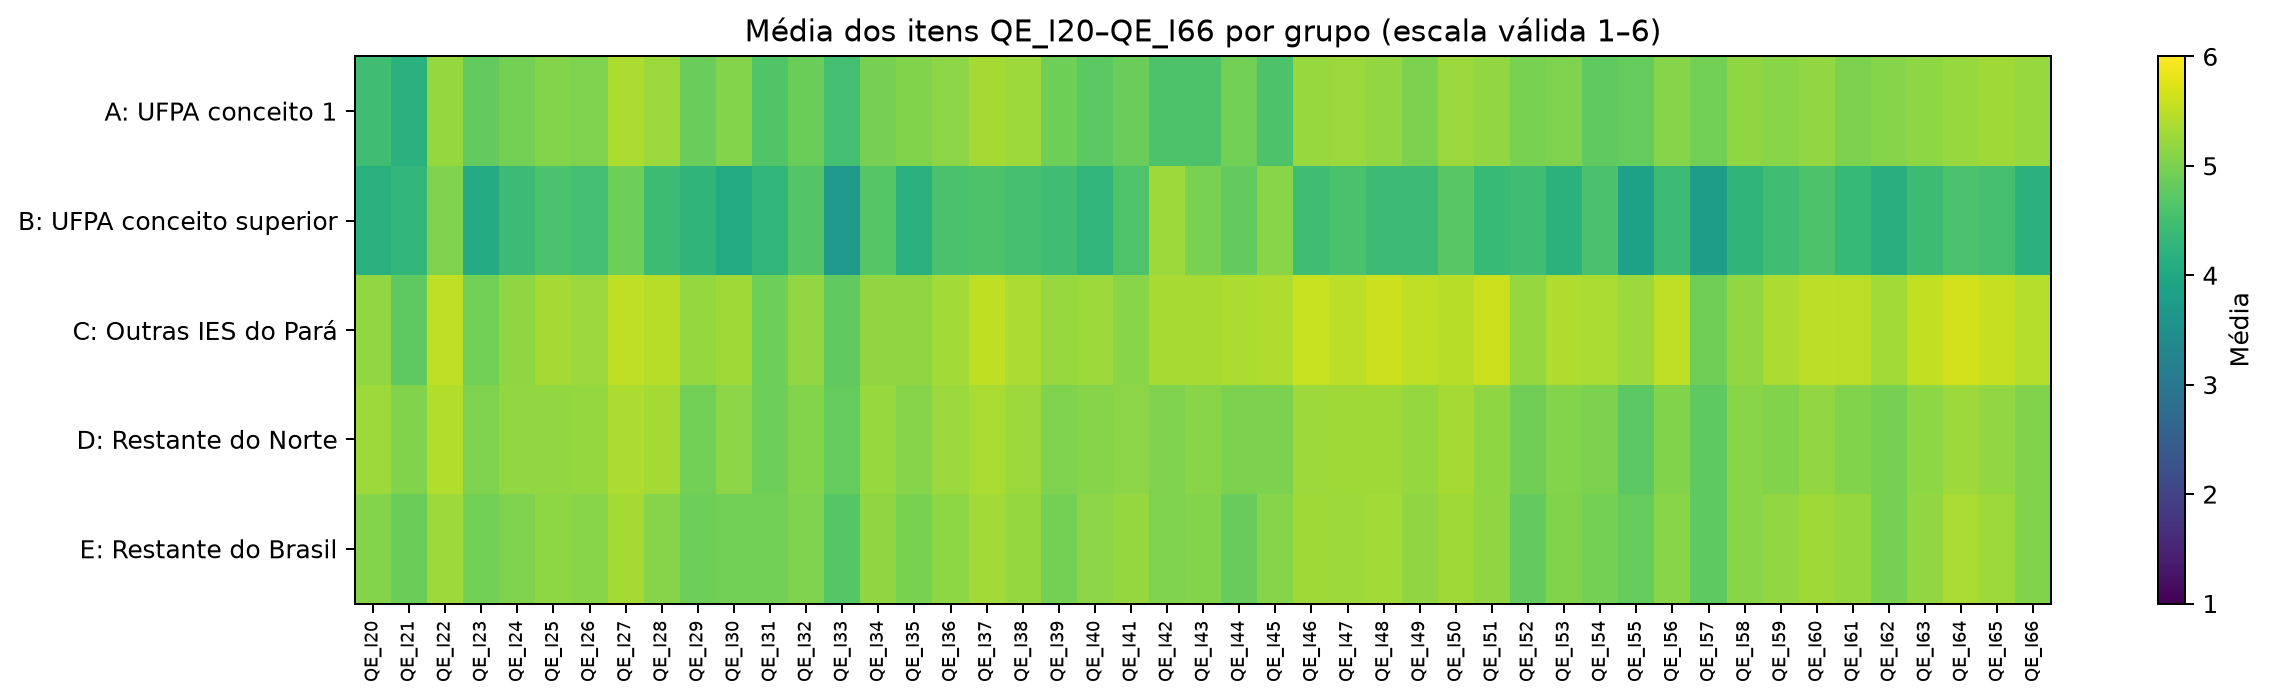 Média dos itens QE_I20–QE_I66 por grupo (escala válida 1–6)
A: UFPA conceito 1
B: UFPA conceito superior
C: Outras IES do Pará
D: Restante do Norte
E: Restante do Brasil
QE_I20
QE_I21
QE_I22
QE_I23
QE_I24
QE_I25
QE_I26
QE_I27
QE_I28
QE_I29
QE_I30
QE_I31
QE_I32
QE_I33
QE_I34
QE_I35
QE_I36
QE_I37
QE_I38
QE_I39
QE_I40
QE_I41
QE_I42
QE_I43
QE_I44
QE_I45
QE_I46
QE_I47
QE_I48
QE_I49
QE_I50
QE_I51
QE_I52
QE_I53
QE_I54
QE_I55
QE_I56
QE_I57
QE_I58
QE_I59
QE_I60
QE_I61
QE_I62
QE_I63
QE_I64
QE_I65
QE_I66
6
5
4
3
2
1
Média